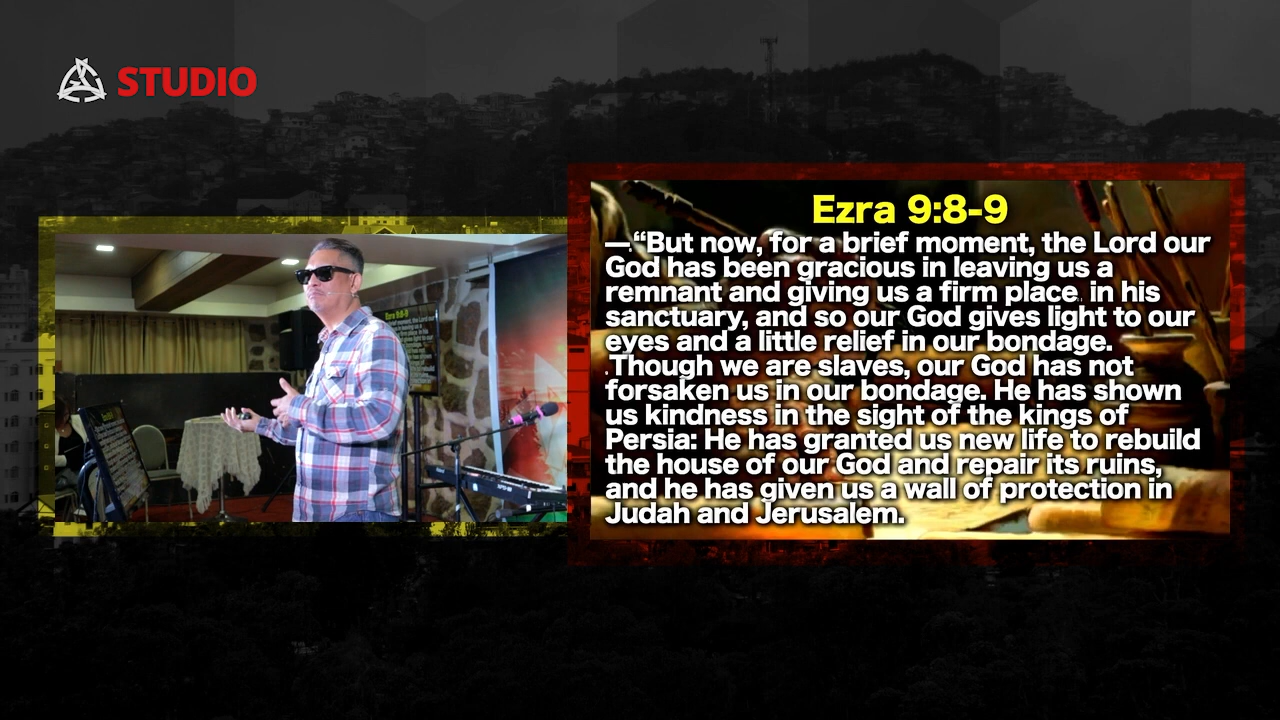 STUDIO
Ezra 9:8-9
—.“But now, for a brief moment, the Lord our
God has been gracious in leaving us a
remnant and giving us a firm place in his
sanctuary, and so our God gives light to our
eyes and a little relief in our bondage.
.Though we are slaves, our God has not
forsaken us in our bondage. He has shown
us kindness in the sight of the kings of
Persia: He has granted us new life to rebuild
the house of our God and repair its ruins,
and he has given us a wall of protection in
Judah and Jerusalem.
Ezra 9:8-9